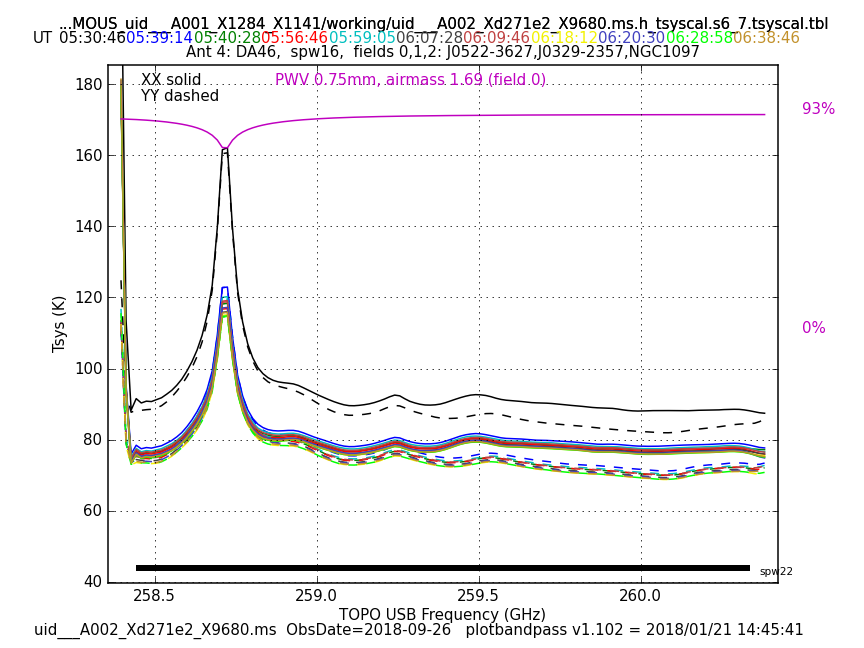 ...MOUS_uid___A001_X1284_X1141/working/uid___A002_Xd271e2_X9680.ms.h_tsyscal.s6_7.tsyscal.tbl
UT 05:30:46 05:39:14 05:40:28 05:56:46 05:59:05 06:07:28 06:09:46 06:18:12 06:20:30 06:28:58 06:38:46
Ant 4: DA46, spw16, fields 0,1,2: J0522-3627,J0329-2357,NGC1097
XX solid
YY dashed
PWV 0.75mm, airmass 1.69 (field 0)
93%
0%
180
160
140
120
100
80
60
40
Tsys (K)
spw22
258.5 259.0 259.5 260.0
TOPO USB Frequency (GHz)
uid___A002_Xd271e2_X9680.ms ObsDate=2018-09-26 plotbandpass v1.102 = 2018/01/21 14:45:41